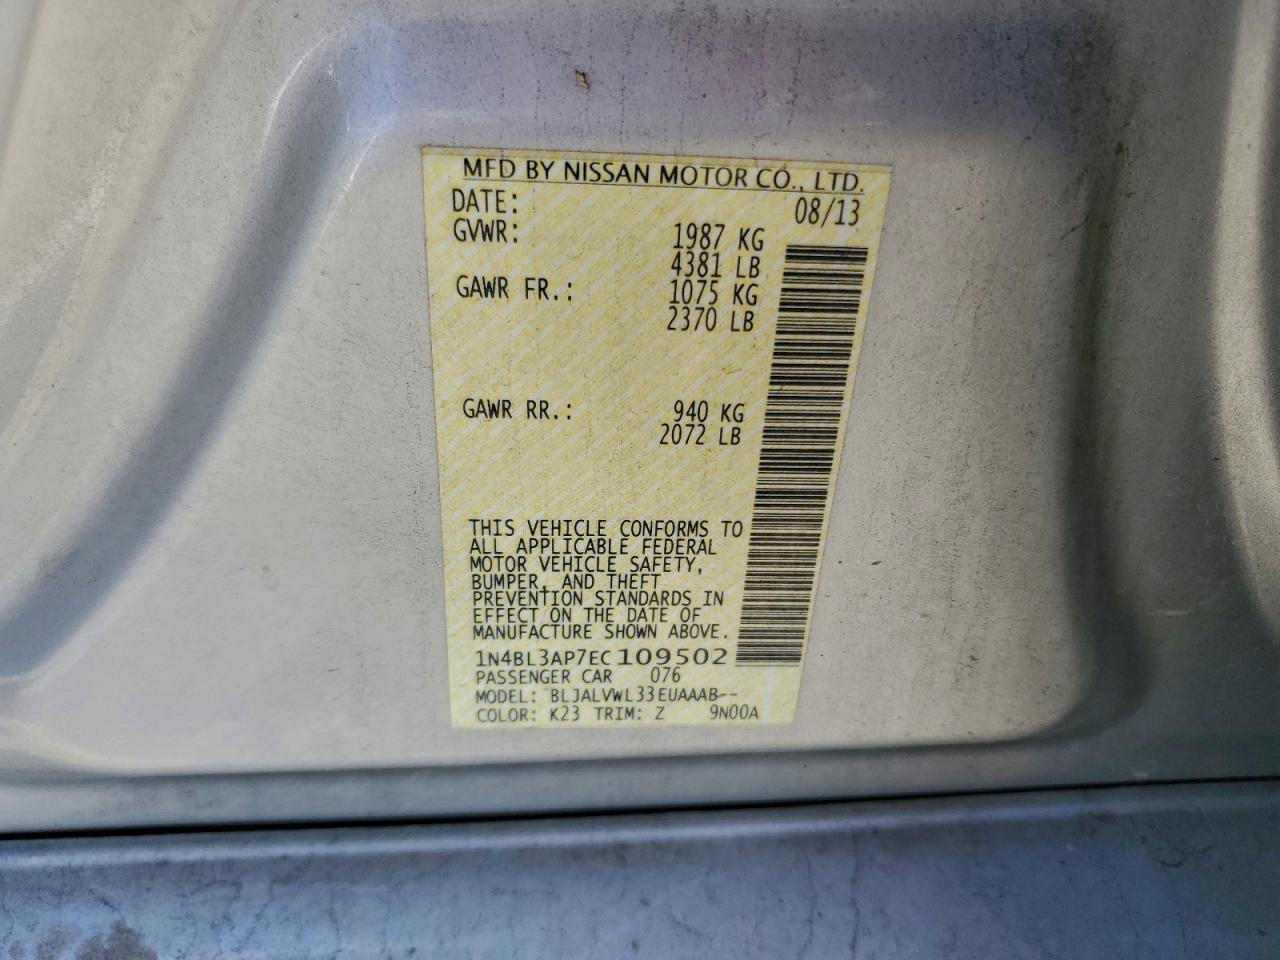 MFD BY NISSAN MOTOR CO., LTD.
DATE: 08/13
GVWR: 1987 KG
4381 LB
GAWR FR.: 1075 KG
2370 LB
GAWR RR.: 940 KG
2072 LB
THIS VEHICLE CONFORMS TO
ALL APPLICABLE FEDERAL
MOTOR VEHICLE SAFETY,
BUMPER, AND THEFT
PREVENTION STANDARDS IN
EFFECT ON THE DATE OF
MANUFACTURE SHOWN ABOVE.
1N4BL3AP7EC109502
PASSENGER CAR 076
MODEL: BLJALVWL33EUAAAB--
COLOR: K23 TRIM: Z 9N00A